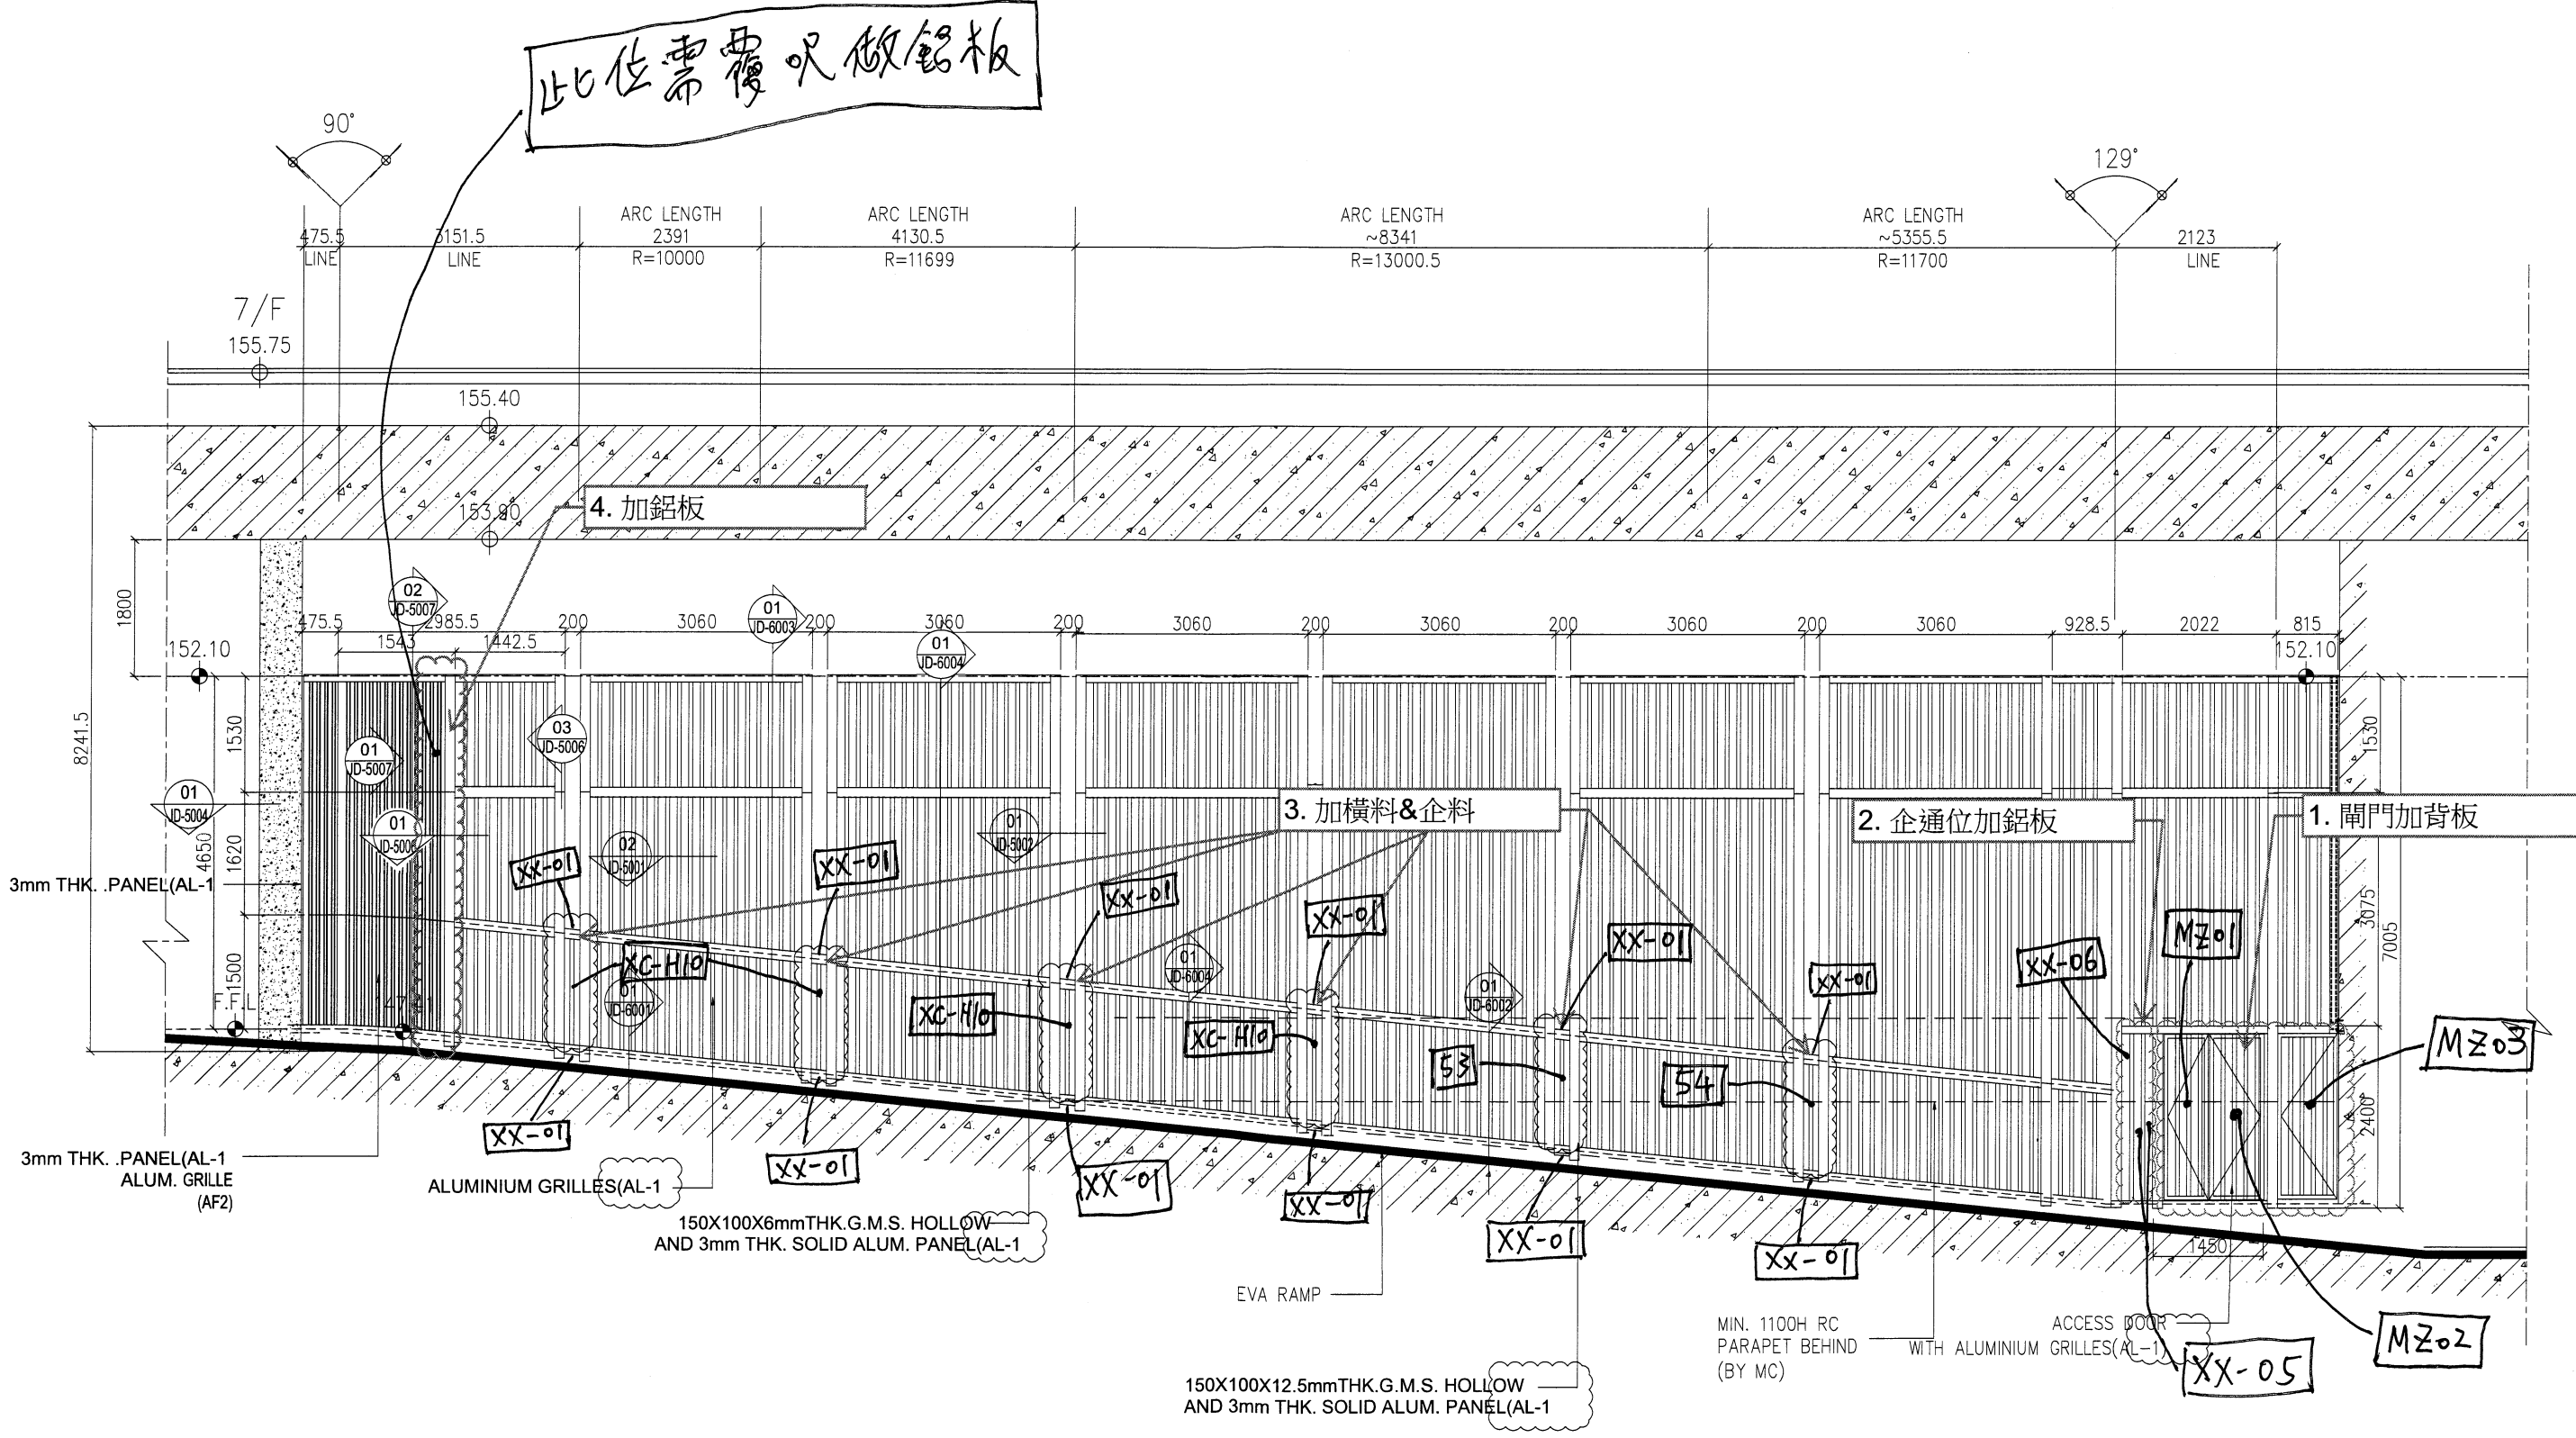 此位需覆呎做鋁板
90°
129°
ARC LENGTH
ARC LENGTH
ARC LENGTH
ARC LENGTH
475.5
3151.5
2391
4130.5
~8341
~5355.5
2123
LINE
LINE
R=10000
R=11699
R=13000.5
R=11700
LINE
7/F
155.75
155.40
4. 加鋁板
153.90
1800
8241.5
02
JD-5007
01
JD-6003
01
JD-6004
475.5
2985.5
200
3060
200
3060
200
3060
200
3060
200
3060
200
3060
928.5
2022
815
1543
1442.5
152.10
152.10
1530
1620
4650
1500
1530
3075
7005
2400
03
JD-5006
01
JD-5007
01
JD-5004
01
02
JD-5001
01
JD-5002
3. 加橫料&企料
2. 企通位加鋁板
1. 閘門加背板
3mm THK. .PANEL(AL-1
XX-01
XX-01
XX-01
XX-01
XX-01
XX-01
XX-06
MZ01
XC-H10
XC-H10
XC-H10
53
54
MZ03
01
JD-6001
01
JD-6004
01
JD-6002
F.F.L
XX-01
XX-01
XX-01
XX-01
XX-01
XX-01
3mm THK. .PANEL(AL-1
ALUM. GRILLE
(AF2)
ALUMINIUM GRILLES(AL-1
150X100X6mmTHK.G.M.S. HOLLOW
AND 3mm THK. SOLID ALUM. PANEL(AL-1
1450
EVA RAMP
MIN. 1100H RC
PARAPET BEHIND
(BY MC)
ACCESS DOOR
WITH ALUMINIUM GRILLES(AL-1)
MZ02
XX-05
150X100X12.5mmTHK.G.M.S. HOLLOW
AND 3mm THK. SOLID ALUM. PANEL(AL-1